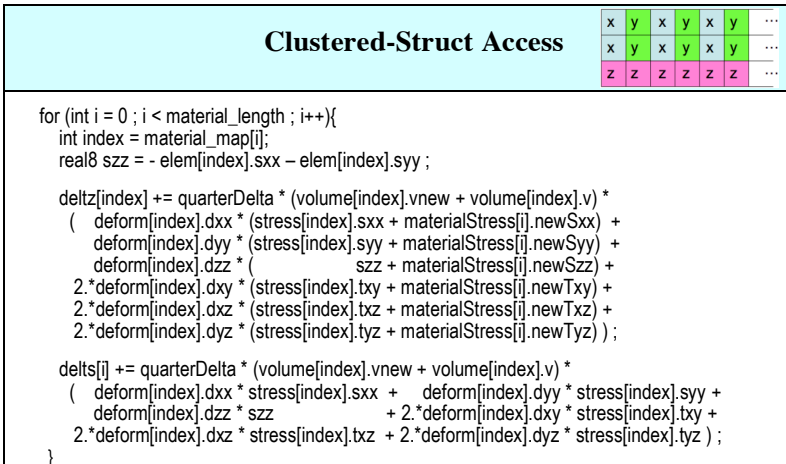 Clustered-Struct Access
x y x y x y ...
x y x y x y ...
z z z z z z ...
for (int i = 0 ; i < material_length ; i++){
int index = material_map[i];
real8 szz = - elem[index].sxx – elem[index].syy ;
deltz[index] += quarterDelta * (volume[index].vnew + volume[index].v) *
( deform[index].dxx * (stress[index].sxx + materialStress[i].newSxx) +
deform[index].dyy * (stress[index].syy + materialStress[i].newSyy) +
deform[index].dzz * ( szz + materialStress[i].newSzz) +
2.*deform[index].dxy * (stress[index].txy + materialStress[i].newTxy) +
2.*deform[index].dxz * (stress[index].txz + materialStress[i].newTxz) +
2.*deform[index].dyz * (stress[index].tyz + materialStress[i].newTyz) ) ;
delts[i] += quarterDelta * (volume[index].vnew + volume[index].v) *
( deform[index].dxx * stress[index].sxx + deform[index].dyy * stress[index].syy +
deform[index].dzz * szz + 2.*deform[index].dxy * stress[index].txy +
2.*deform[index].dxz * stress[index].txz + 2.*deform[index].dyz * stress[index].tyz ) ;
}